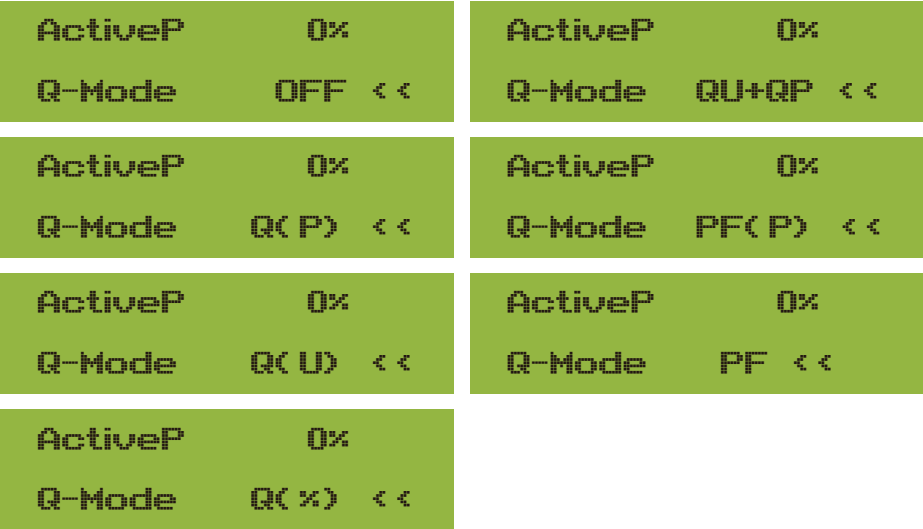 ActiveP 0%
Q-Mode OFF <<
ActiveP 0%
Q-Mode QU+QP <<
ActiveP 0%
Q-Mode Q(P) <<
ActiveP 0%
Q-Mode PF(P) <<
ActiveP 0%
Q-Mode Q(U) <<
ActiveP 0%
Q-Mode PF <<
ActiveP 0%
Q-Mode Q(%) <<